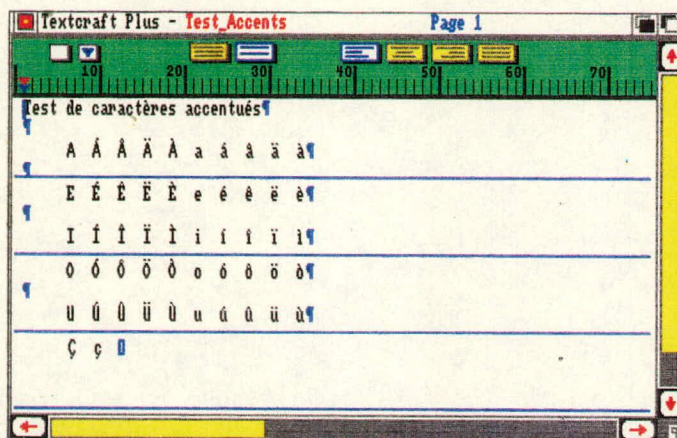 Textcraft Plus - Test_Accents Page 1
10 20 30 40 50 60 70
Test de caractères accentués¶
¶
A Á Â Ä À a á â ä à¶
¶
E É Ê Ë È e é ê ë è¶
¶
I Í Î Ï Ì i í î ï ì¶
O Ó Ô Ö Ò o ó ô ö ò¶
¶
U Ú Û Ü Ù u ú û ü ù¶
Ç ç